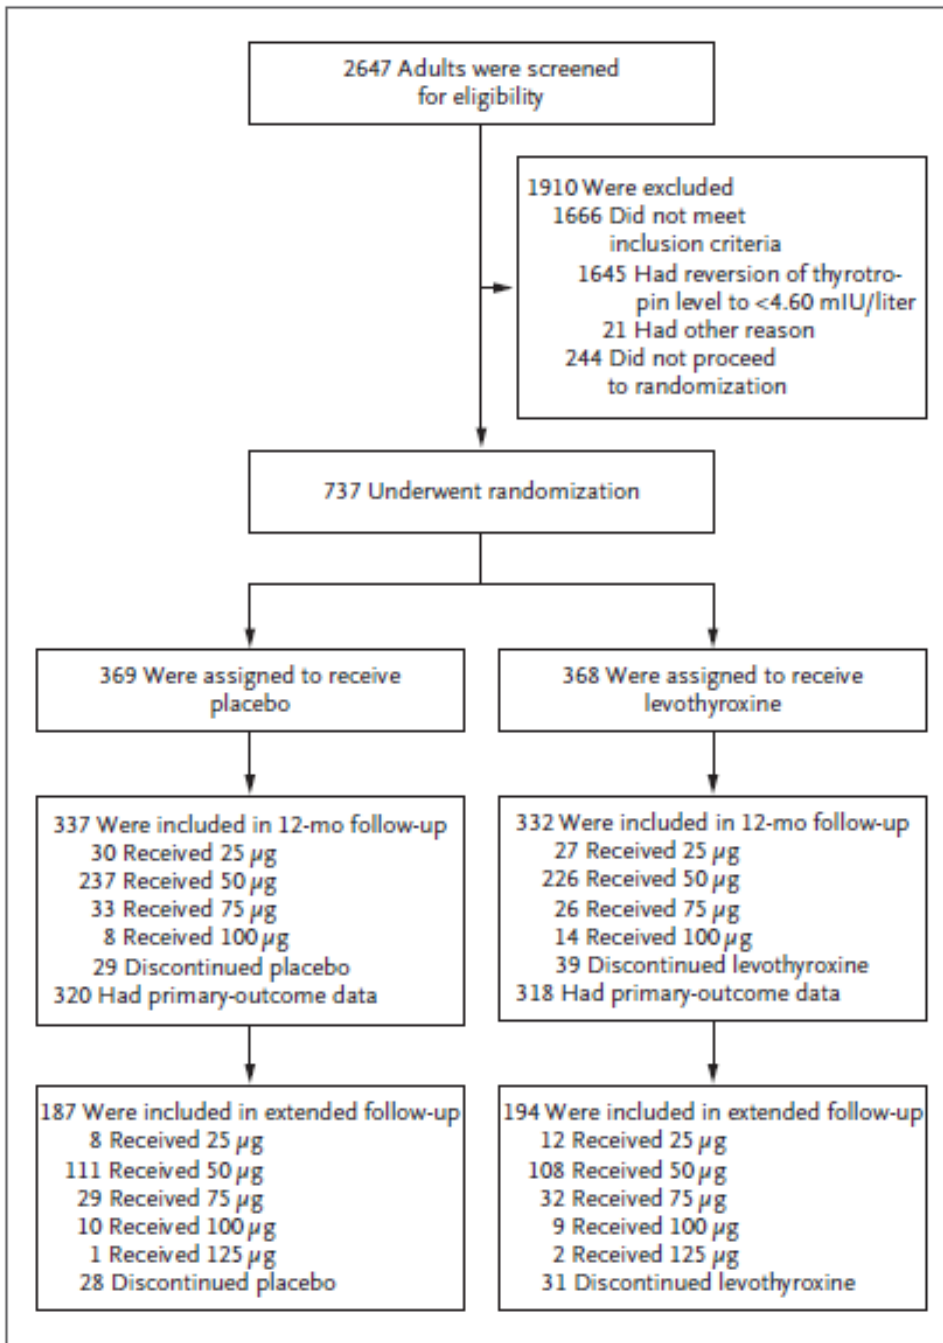 2647 Adults were screened
for eligibility
1910 Were excluded
1666 Did not meet
inclusion criteria
1645 Had reversion of thyrotro-
pin level to <4.60 mIU/liter
21 Had other reason
244 Did not proceed
to randomization
737 Underwent randomization
369 Were assigned to receive
placebo
368 Were assigned to receive
levothyroxine
337 Were included in 12-mo follow-up
30 Received 25 µg
237 Received 50 µg
33 Received 75 µg
8 Received 100 µg
29 Discontinued placebo
320 Had primary-outcome data
332 Were included in 12-mo follow-up
27 Received 25 µg
226 Received 50 µg
26 Received 75 µg
14 Received 100 µg
39 Discontinued levothyroxine
318 Had primary-outcome data
187 Were included in extended follow-up
8 Received 25 µg
111 Received 50 µg
29 Received 75 µg
10 Received 100 µg
1 Received 125 µg
28 Discontinued placebo
194 Were included in extended follow-up
12 Received 25 µg
108 Received 50 µg
32 Received 75 µg
9 Received 100 µg
2 Received 125 µg
31 Discontinued levothyroxine